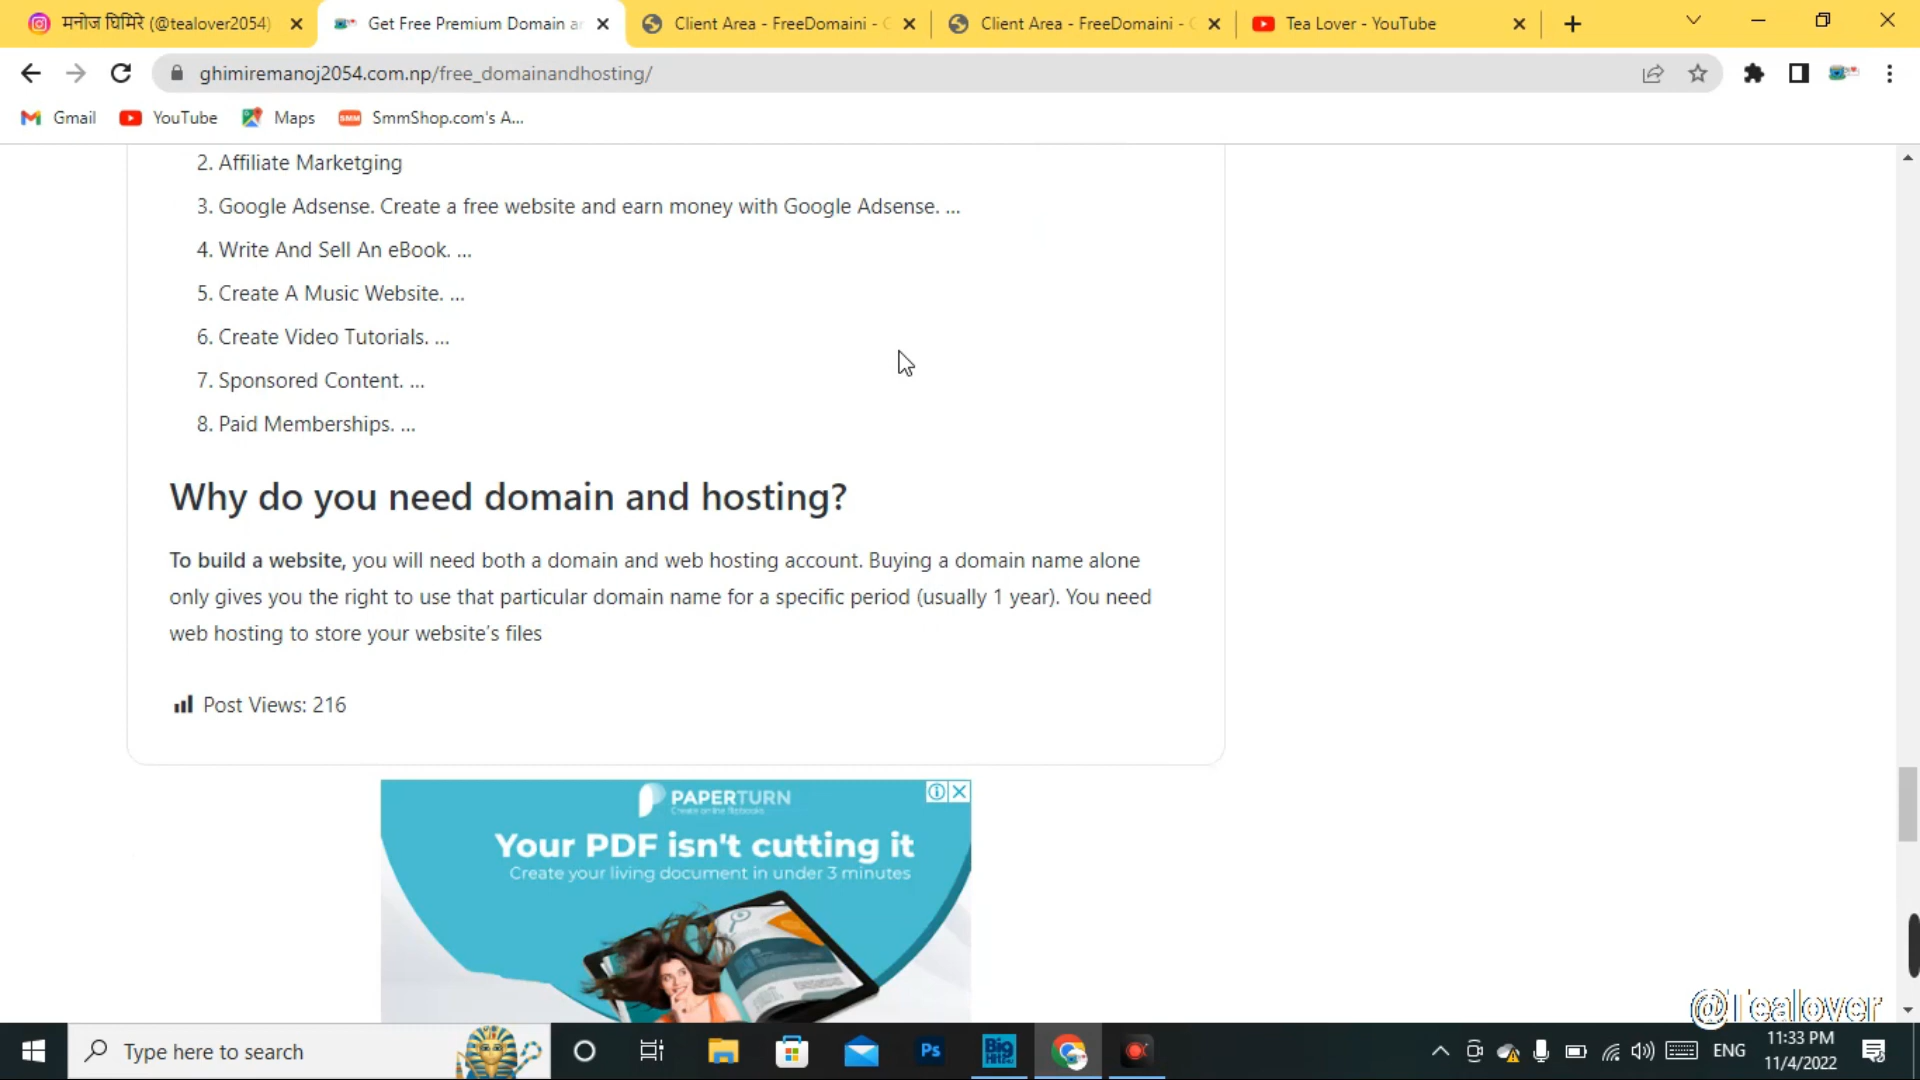 मनोज घिमिरे (@tealover2054)
Get Free Premium Domain an
Client Area - FreeDomaini -
Client Area - FreeDomaini -
Tea Lover - YouTube
ghimiremanoj2054.com.np/free_domainandhosting/
Gmail
YouTube
Maps
SMM
SmmShop.com's A...
2. Affiliate Marketging
3. Google Adsense. Create a free website and earn money with Google Adsense. ...
4. Write And Sell An eBook. ...
5. Create A Music Website. ...
6. Create Video Tutorials. ...
7. Sponsored Content. ...
8. Paid Memberships. ...
Why do you need domain and hosting?
To build a website, you will need both a domain and web hosting account. Buying a domain name alone
only gives you the right to use that particular domain name for a specific period (usually 1 year). You need
web hosting to store your website's files
Post Views: 216
PAPERTURN
Create online flipbooks
Your PDF isn't cutting it
Create your living document in under 3 minutes
@Tealover
Type here to search
Ps
ENG
11:33 PM
11/4/2022